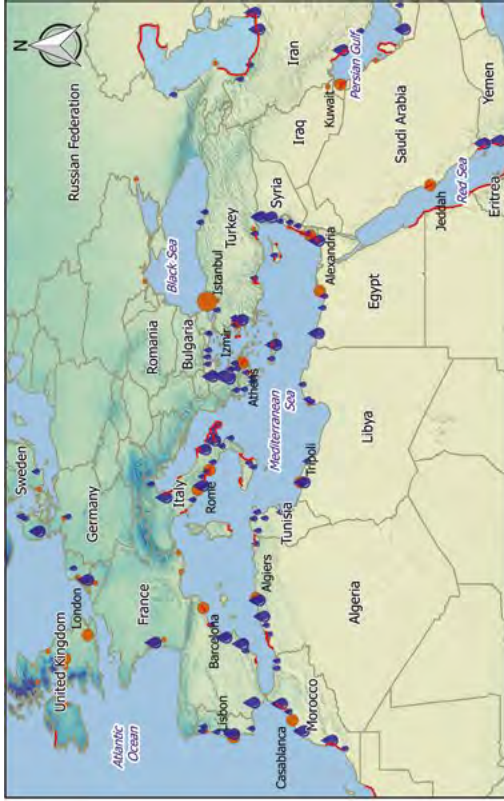 N
Sweden
Russian Federation
United Kingdom
London
Germany
Atlantic
Ocean
France
Romania
Black Sea
Italy
Bulgaria
Istanbul
Rome
Barcelona
Lisbon
Izmir
Turkey
Athens
Algiers
Syria
Mediterranean
Sea
Casablanca
Tunisia
Iran
Iraq
Tripoli
Morocco
Alexandria
Kuwait
Persian Gulf
Algeria
Libya
Egypt
Saudi Arabia
Jeddah
Red Sea
Yemen
Eritrea